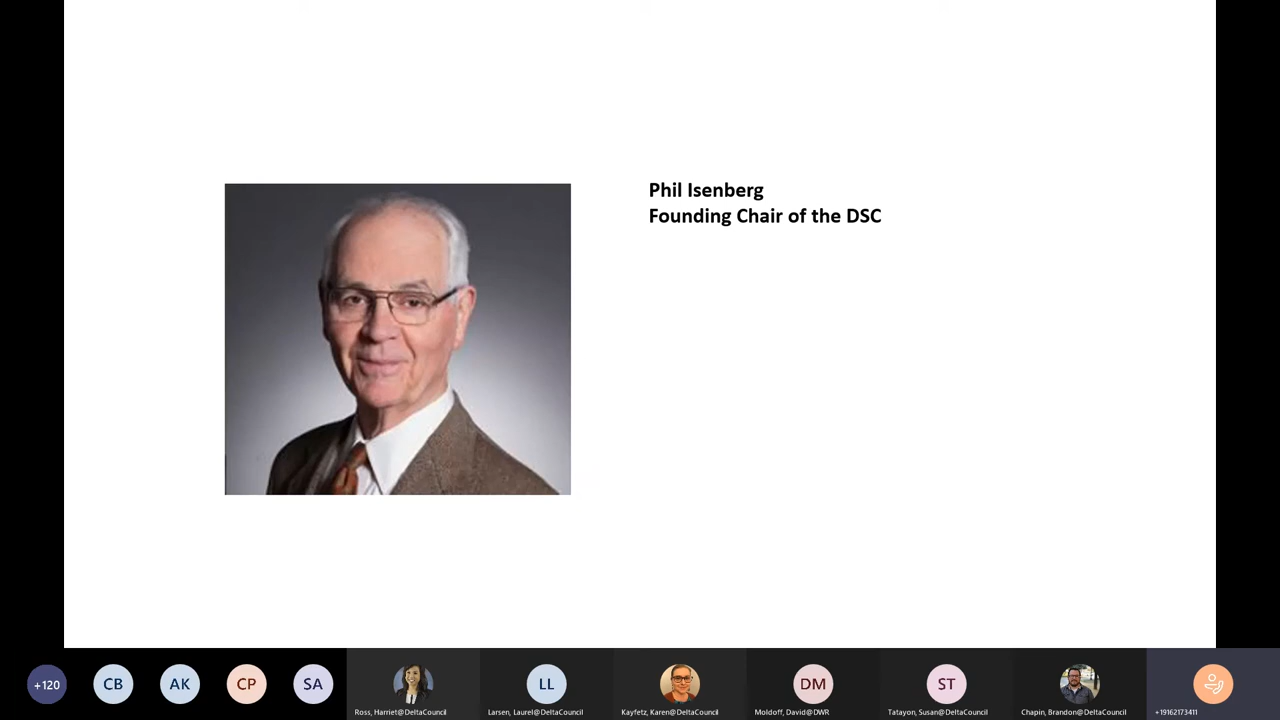 Phil Isenberg
Founding Chair of the DSC
+120
CB
AK
CP
SA
LL
DM
ST
Ross, Harriet@DeltaCouncil
Larsen, Laurel@DeltaCouncil
Kayfetz, Karen@DeltaCouncil
Moldoff, David@DWR
Tatayon, Susan@DeltaCouncil
Chapin, Brandon@DeltaCouncil
+19162173411